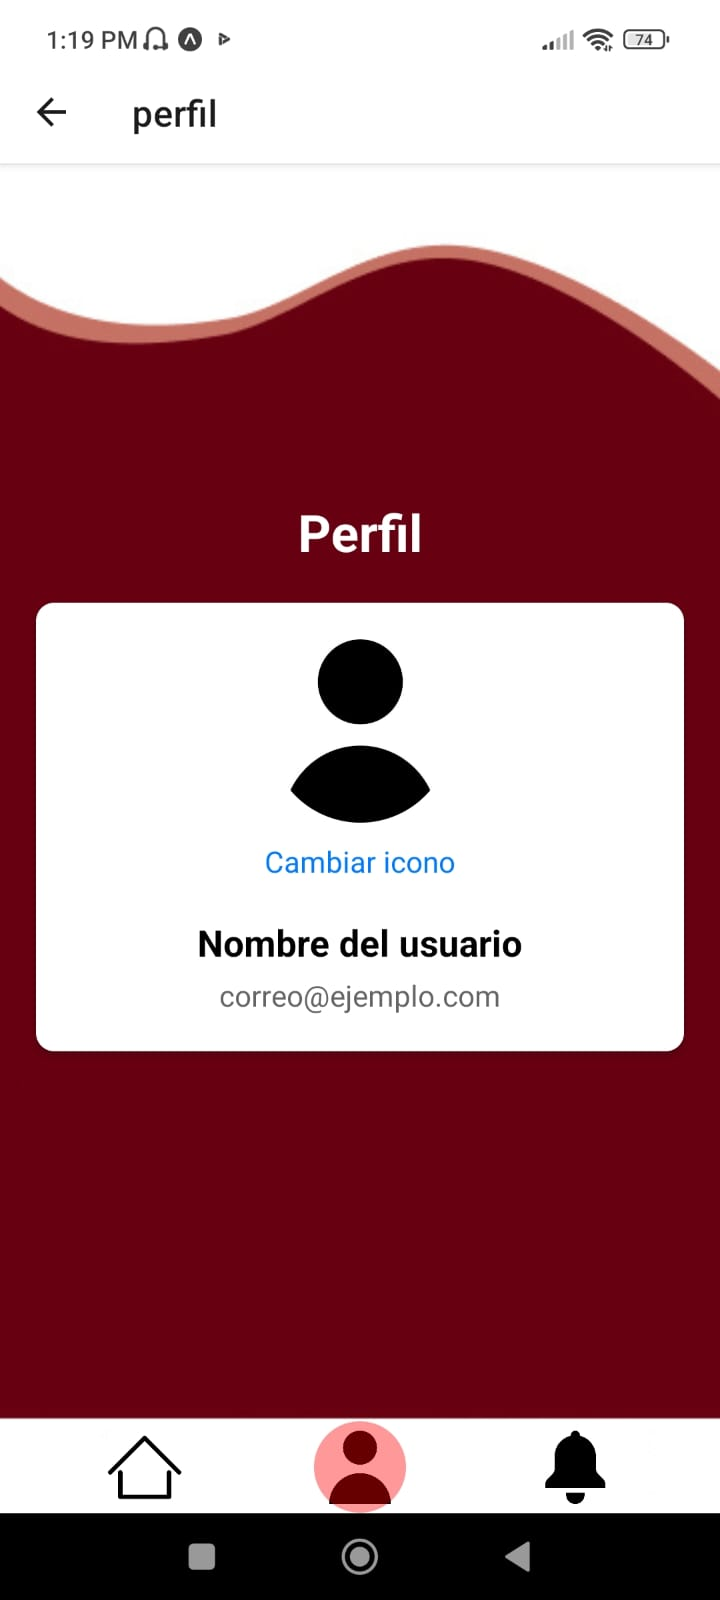 1:19 PM
74
perfil
Perfil
Cambiar icono
Nombre del usuario
correo@ejemplo.com